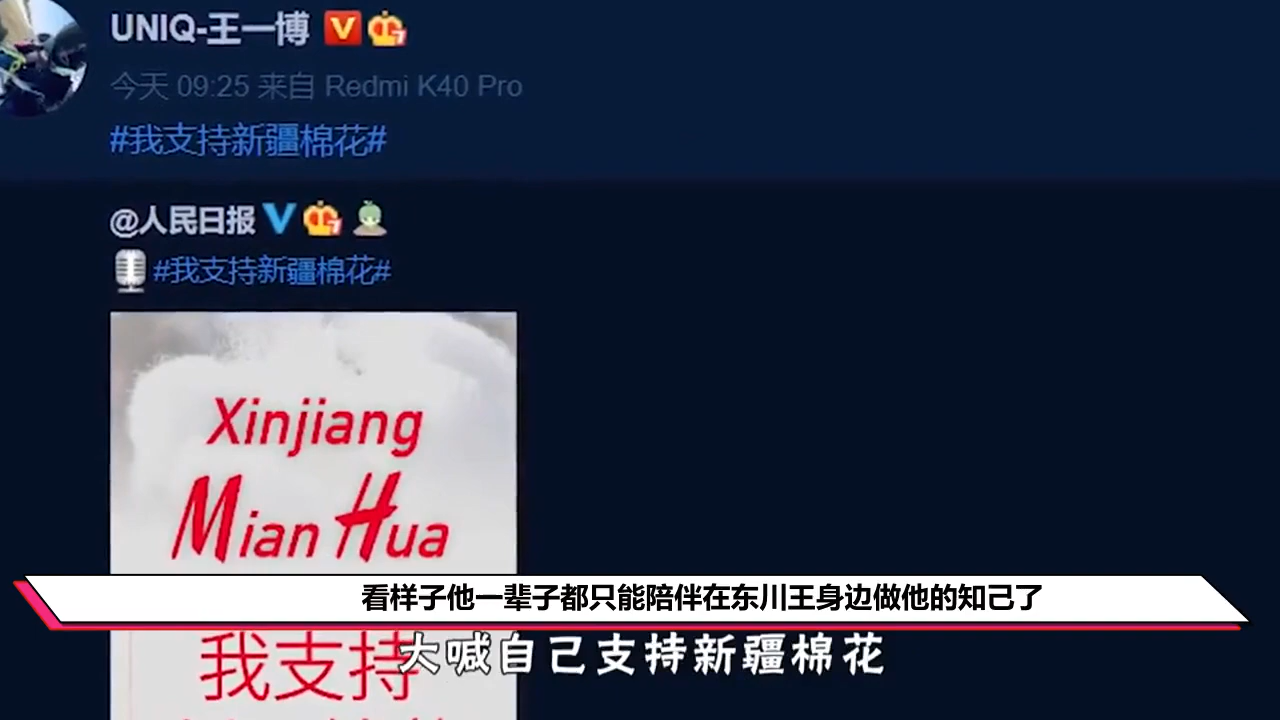 UNIQ-王一博
今天 09:25 来自 Redmi K40 Pro
#我支持新疆棉花#
@人民日报
#我支持新疆棉花#
Xinjiang
Mian Hua
看样子他一辈子都只能陪伴在东川王身边做他的知己了
我支持
大喊自己支持新疆棉花